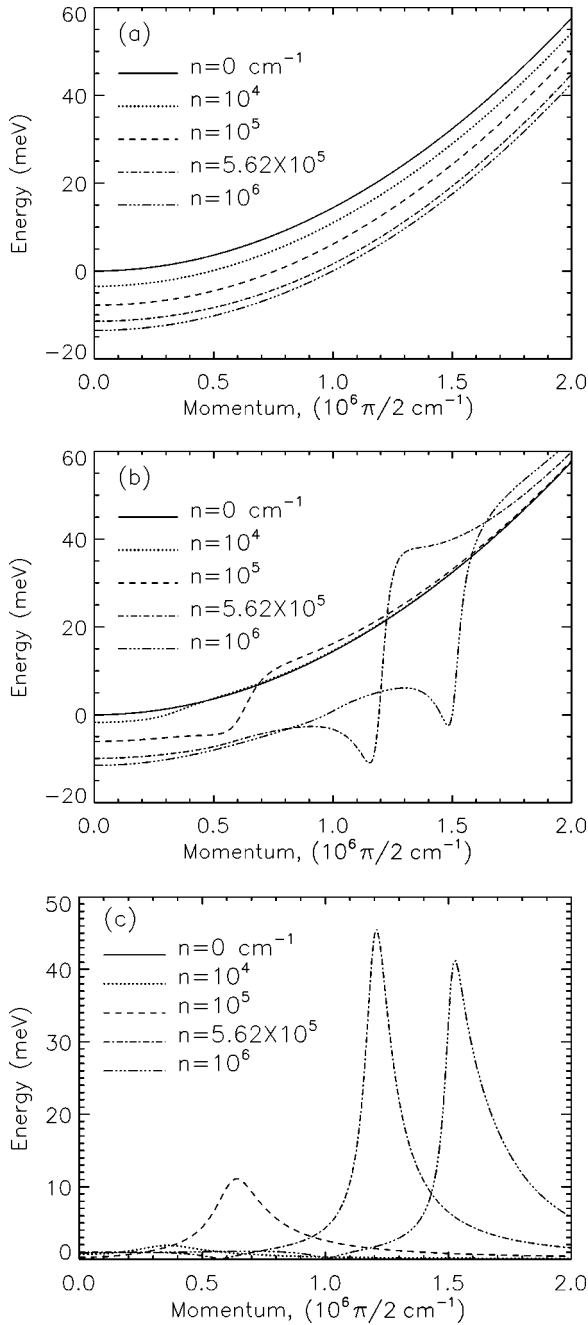 60
(a)
n=0 cm⁻¹
n=10⁴
40
n=10⁵
n=5.62X10⁵
20
n=10⁶
Energy (meV)
0
−20
0.0 0.5 1.0 1.5 2.0
Momentum, (10⁶π/2 cm⁻¹)
60
(b)
n=0 cm⁻¹
n=10⁴
40
n=10⁵
n=5.62X10⁵
20
n=10⁶
Energy (meV)
0
−20
0.0 0.5 1.0 1.5 2.0
Momentum, (10⁶π/2 cm⁻¹)
50
(c)
n=0 cm⁻¹
n=10⁴
40
n=10⁵
n=5.62X10⁵
30
n=10⁶
Energy (meV)
20
10
0
0.0 0.5 1.0 1.5 2.0
Momentum, (10⁶π/2 cm⁻¹)